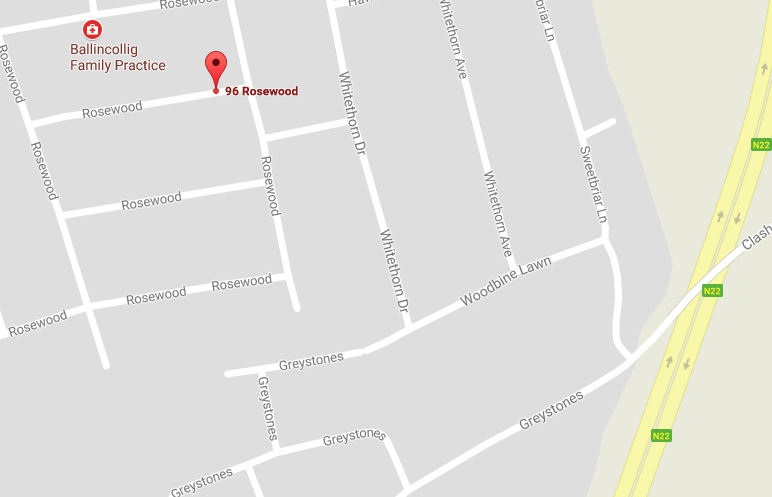 Rosewood
Ballincollig
Family Practice
96 Rosewood
Rosewood
Rosewood
Rosewood
Rosewood
Rosewood
Rosewood
Rosewood
Rosewood
Whitethorn Dr
Whitethorn Dr
Whitethorn Ave
Whitethorn Ave
Sweetbriar Ln
Woodbine Lawn
Greystones
Greystones
Greystones
Greystones
Greystones
N22
N22
N22
Clash